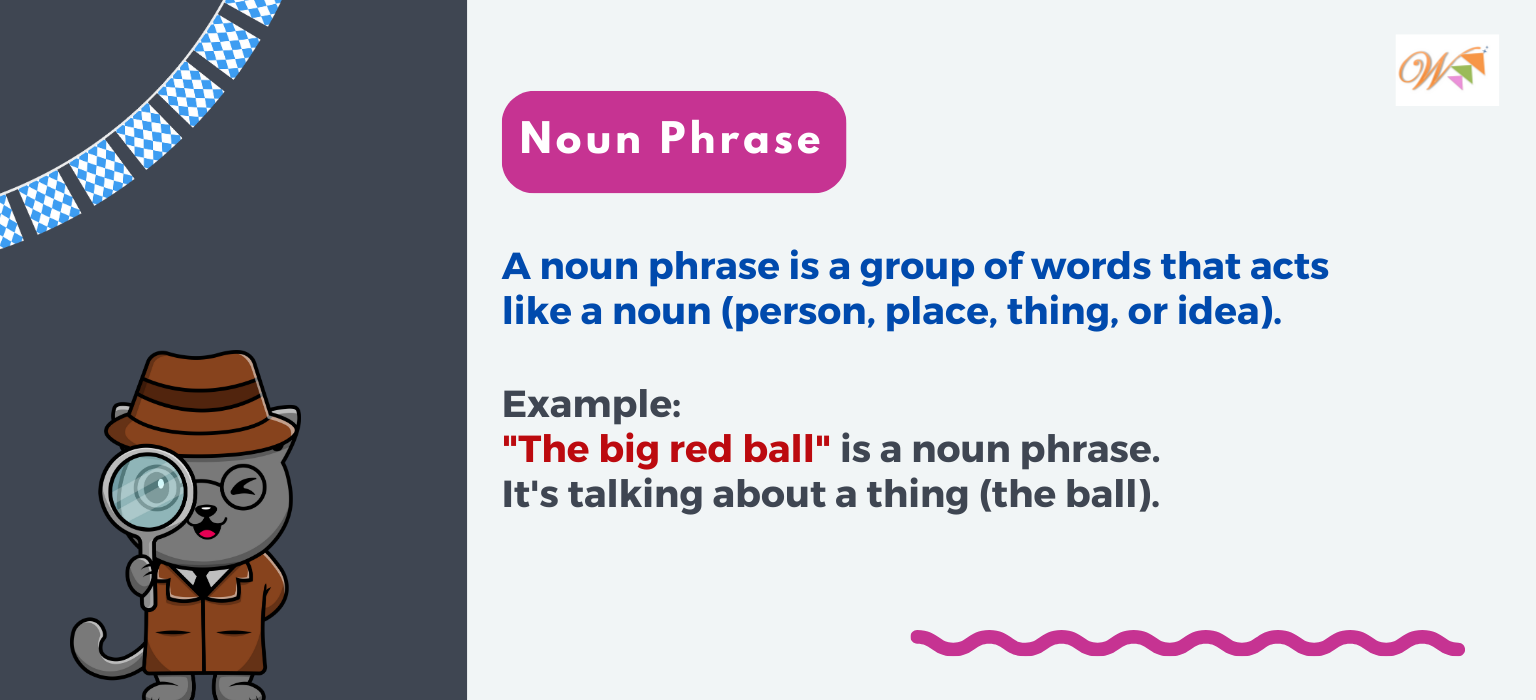 W
Noun Phrase
A noun phrase is a group of words that acts
like a noun (person, place, thing, or idea).
Example:
"The big red ball" is a noun phrase.
It's talking about a thing (the ball).